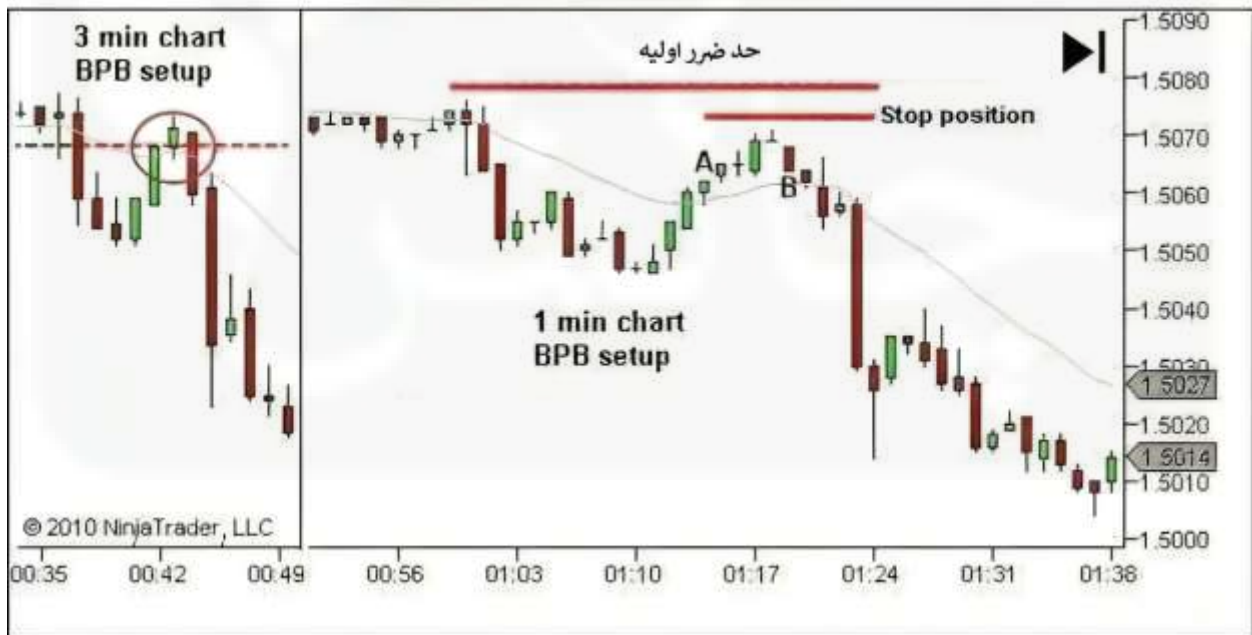 3 min chart
BPB setup
حد ضرر اولیه
Stop position
A
B
1 min chart
BPB setup
1.5090
1.5080
1.5070
1.5060
1.5050
1.5040
1.5030
1.5027
1.5020
1.5014
1.5010
1.5000
© 2010 NinjaTrader, LLC
00:35 00:42 00:49 00:56 01:03 01:10 01:17 01:24 01:31 01:38